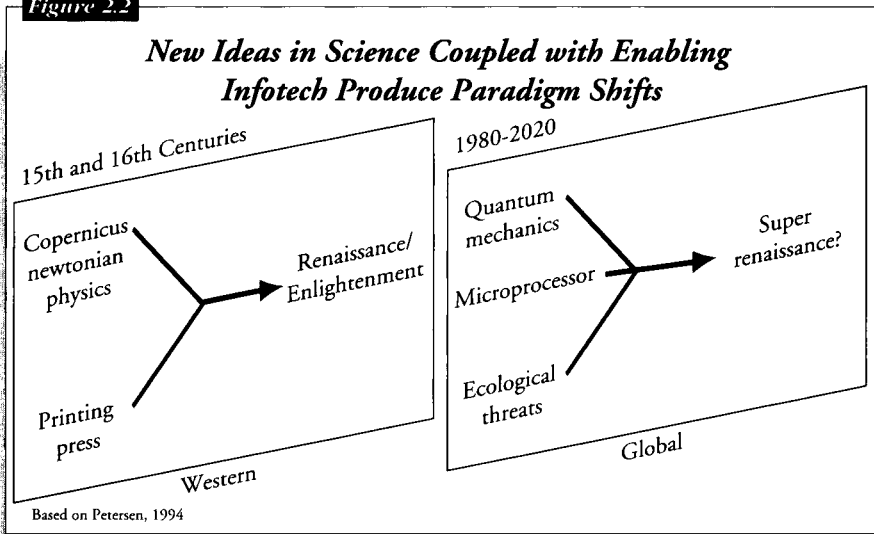 Figure 2.2
New Ideas in Science Coupled with Enabling
Infotech Produce Paradigm Shifts
15th and 16th Centuries
Copernicus
newtonian
physics
Renaissance/
Enlightenment
Printing
press
Western
1980-2020
Quantum
mechanics
Microprocessor
Super
renaissance?
Ecological
threats
Global
Based on Petersen, 1994